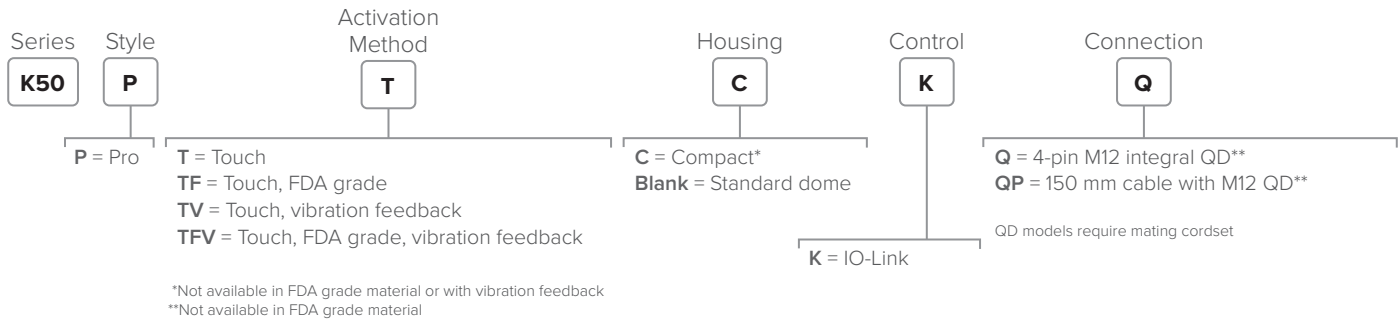 Series
Style
Activation
Method
Housing
Control
Connection
K50
P
T
C
K
Q
P = Pro
T = Touch
TF = Touch, FDA grade
TV = Touch, vibration feedback
TFV = Touch, FDA grade, vibration feedback
C = Compact*
Blank = Standard dome
K = IO-Link
Q = 4-pin M12 integral QD**
QP = 150 mm cable with M12 QD**
QD models require mating cordset
*Not available in FDA grade material or with vibration feedback
**Not available in FDA grade material